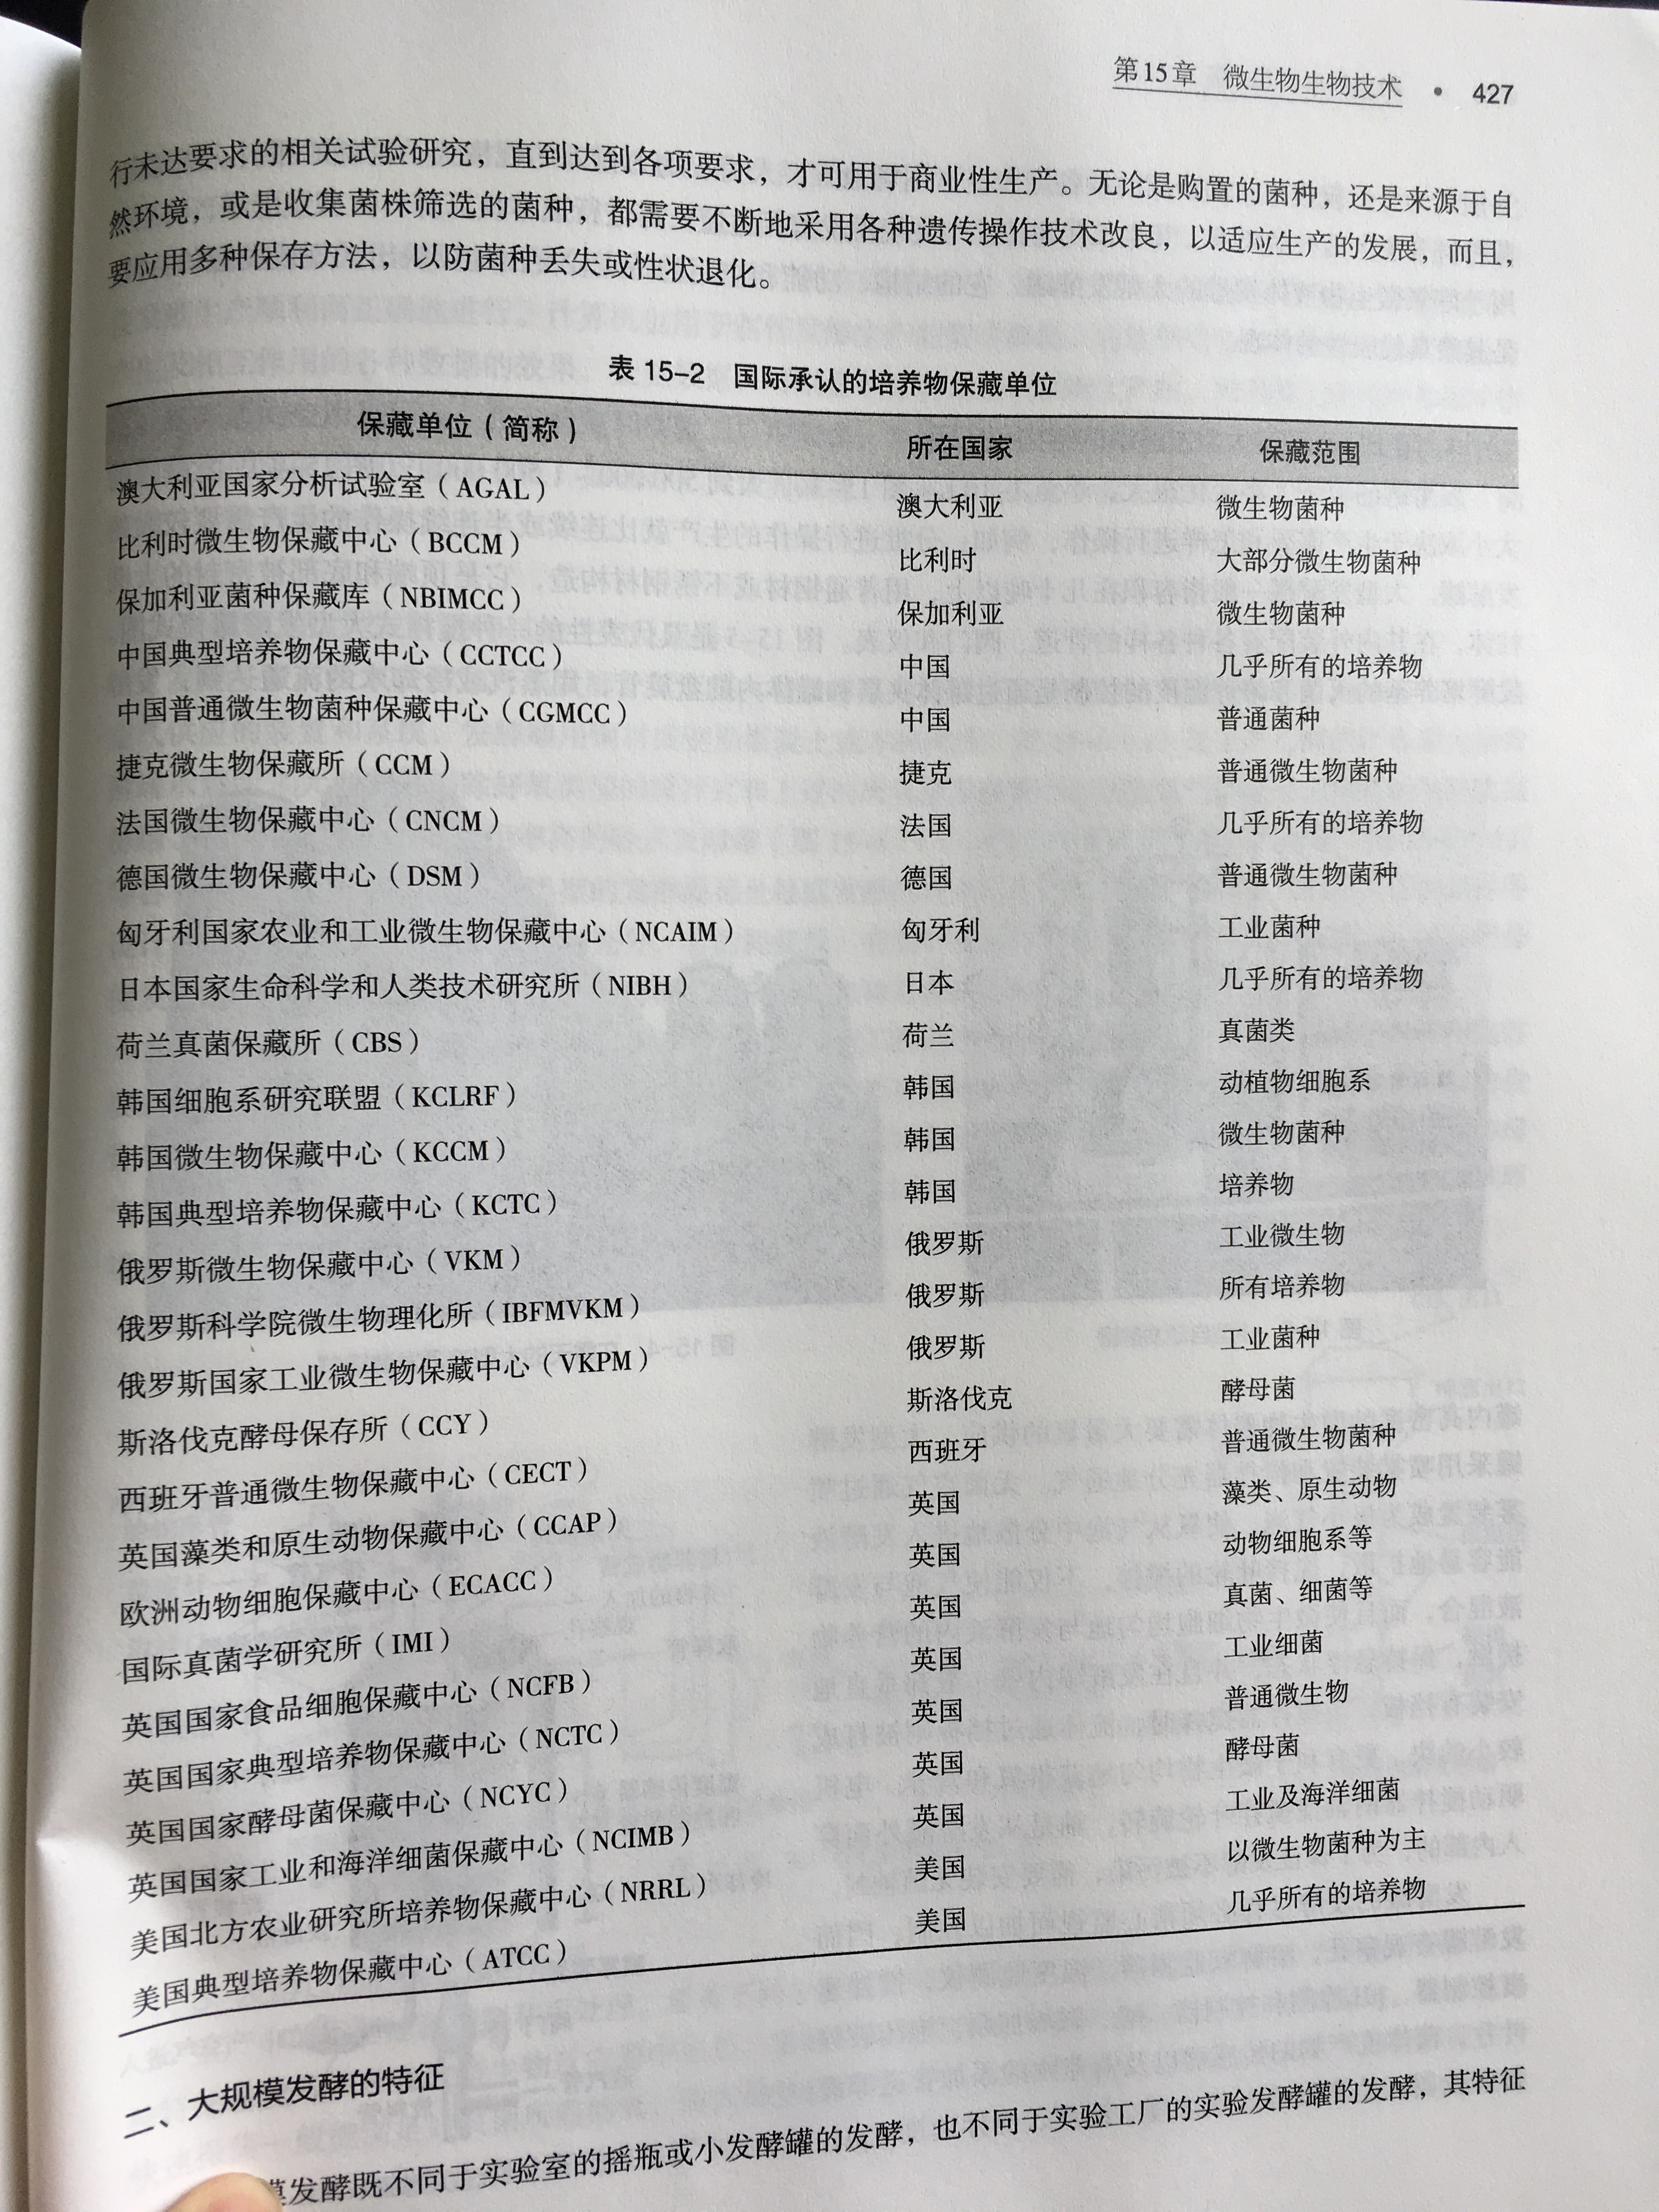 第15章 微生物生物技术 • 427
行未达要求的相关试验研究，直到达到各项要求，才可用于商业性生产。无论是购置的菌种，还是来源于自
然环境，或是收集菌株筛选的菌种，都需要不断地采用各种遗传操作技术改良，以适应生产的发展，而且，
要应用多种保存方法，以防菌种丢失或性状退化。
表 15-2 国际承认的培养物保藏单位
保藏单位（简称） 所在国家 保藏范围
澳大利亚国家分析试验室（AGAL） 澳大利亚 微生物菌种
比利时微生物保藏中心（BCCM） 比利时 大部分微生物菌种
保加利亚菌种保藏库（NBIMCC） 保加利亚 微生物菌种
中国典型培养物保藏中心（CCTCC） 中国 几乎所有的培养物
中国普通微生物菌种保藏中心（CGMCC） 中国 普通菌种
捷克微生物保藏所（CCM） 捷克 普通微生物菌种
法国微生物保藏中心（CNCM） 法国 几乎所有的培养物
德国微生物保藏中心（DSM） 德国 普通微生物菌种
匈牙利国家农业和工业微生物保藏中心（NCAIM） 匈牙利 工业菌种
日本国家生命科学和人类技术研究所（NIBH） 日本 几乎所有的培养物
荷兰真菌保藏所（CBS） 荷兰 真菌类
韩国细胞系研究联盟（KCLRF） 韩国 动植物细胞系
韩国微生物保藏中心（KCCM） 韩国 微生物菌种
韩国典型培养物保藏中心（KCTC） 韩国 培养物
俄罗斯微生物保藏中心（VKM） 俄罗斯 工业微生物
俄罗斯科学院微生物理化所（IBFMVKM） 俄罗斯 所有培养物
俄罗斯国家工业微生物保藏中心（VKPM） 俄罗斯 工业菌种
斯洛伐克酵母保存所（CCY） 斯洛伐克 酵母菌
西班牙普通微生物保藏中心（CECT） 西班牙 普通微生物菌种
英国藻类和原生动物保藏中心（CCAP） 英国 藻类、原生动物
欧洲动物细胞保藏中心（ECACC） 英国 动物细胞系等
国际真菌学研究所（IMI） 英国 真菌、细菌等
英国国家食品细胞保藏中心（NCFB） 英国 工业细菌
英国国家典型培养物保藏中心（NCTC） 英国 普通微生物
英国国家酵母菌保藏中心（NCYC） 英国 酵母菌
英国国家工业和海洋细菌保藏中心（NCIMB） 英国 工业及海洋细菌
美国北方农业研究所培养物保藏中心（NRRL） 美国 以微生物菌种为主
美国典型培养物保藏中心（ATCC） 美国 几乎所有的培养物
二、大规模发酵的特征
模发酵既不同于实验室的摇瓶或小发酵罐的发酵，也不同于实验工厂的实验发酵罐的发酵，其特征